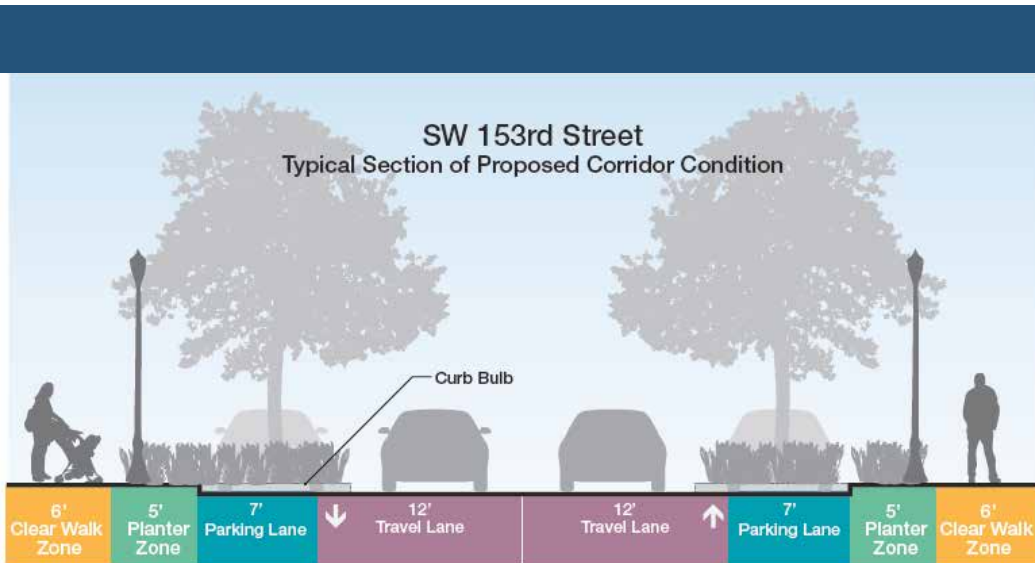 SW 153rd Street
Typical Section of Proposed Corridor Condition
Curb Bulb
6'
Clear Walk
Zone
5'
Planter
Zone
7'
Parking Lane
12'
Travel Lane
12'
Travel Lane
7'
Parking Lane
5'
Planter
Zone
6'
Clear Walk
Zone